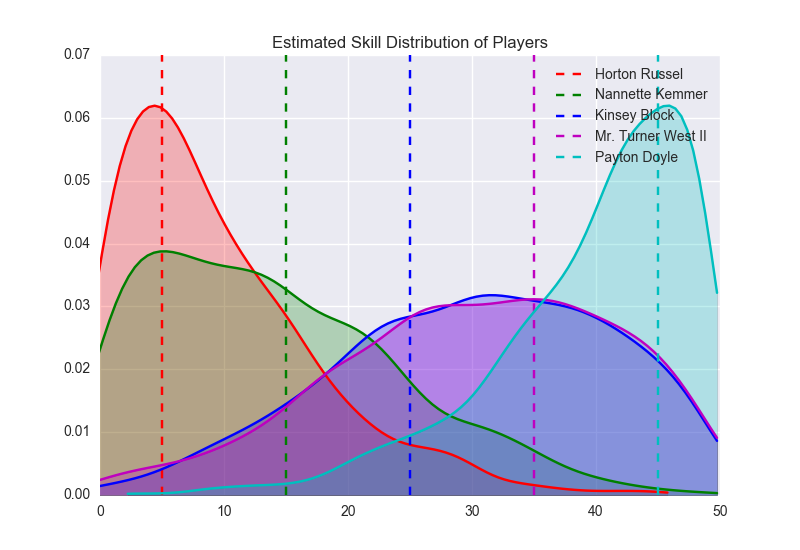 Estimated Skill Distribution of Players
0.07
0.06
0.05
0.04
0.03
0.02
0.01
0.00
0 10 20 30 40 50
Horton Russel
Nannette Kemmer
Kinsey Block
Mr. Turner West II
Payton Doyle